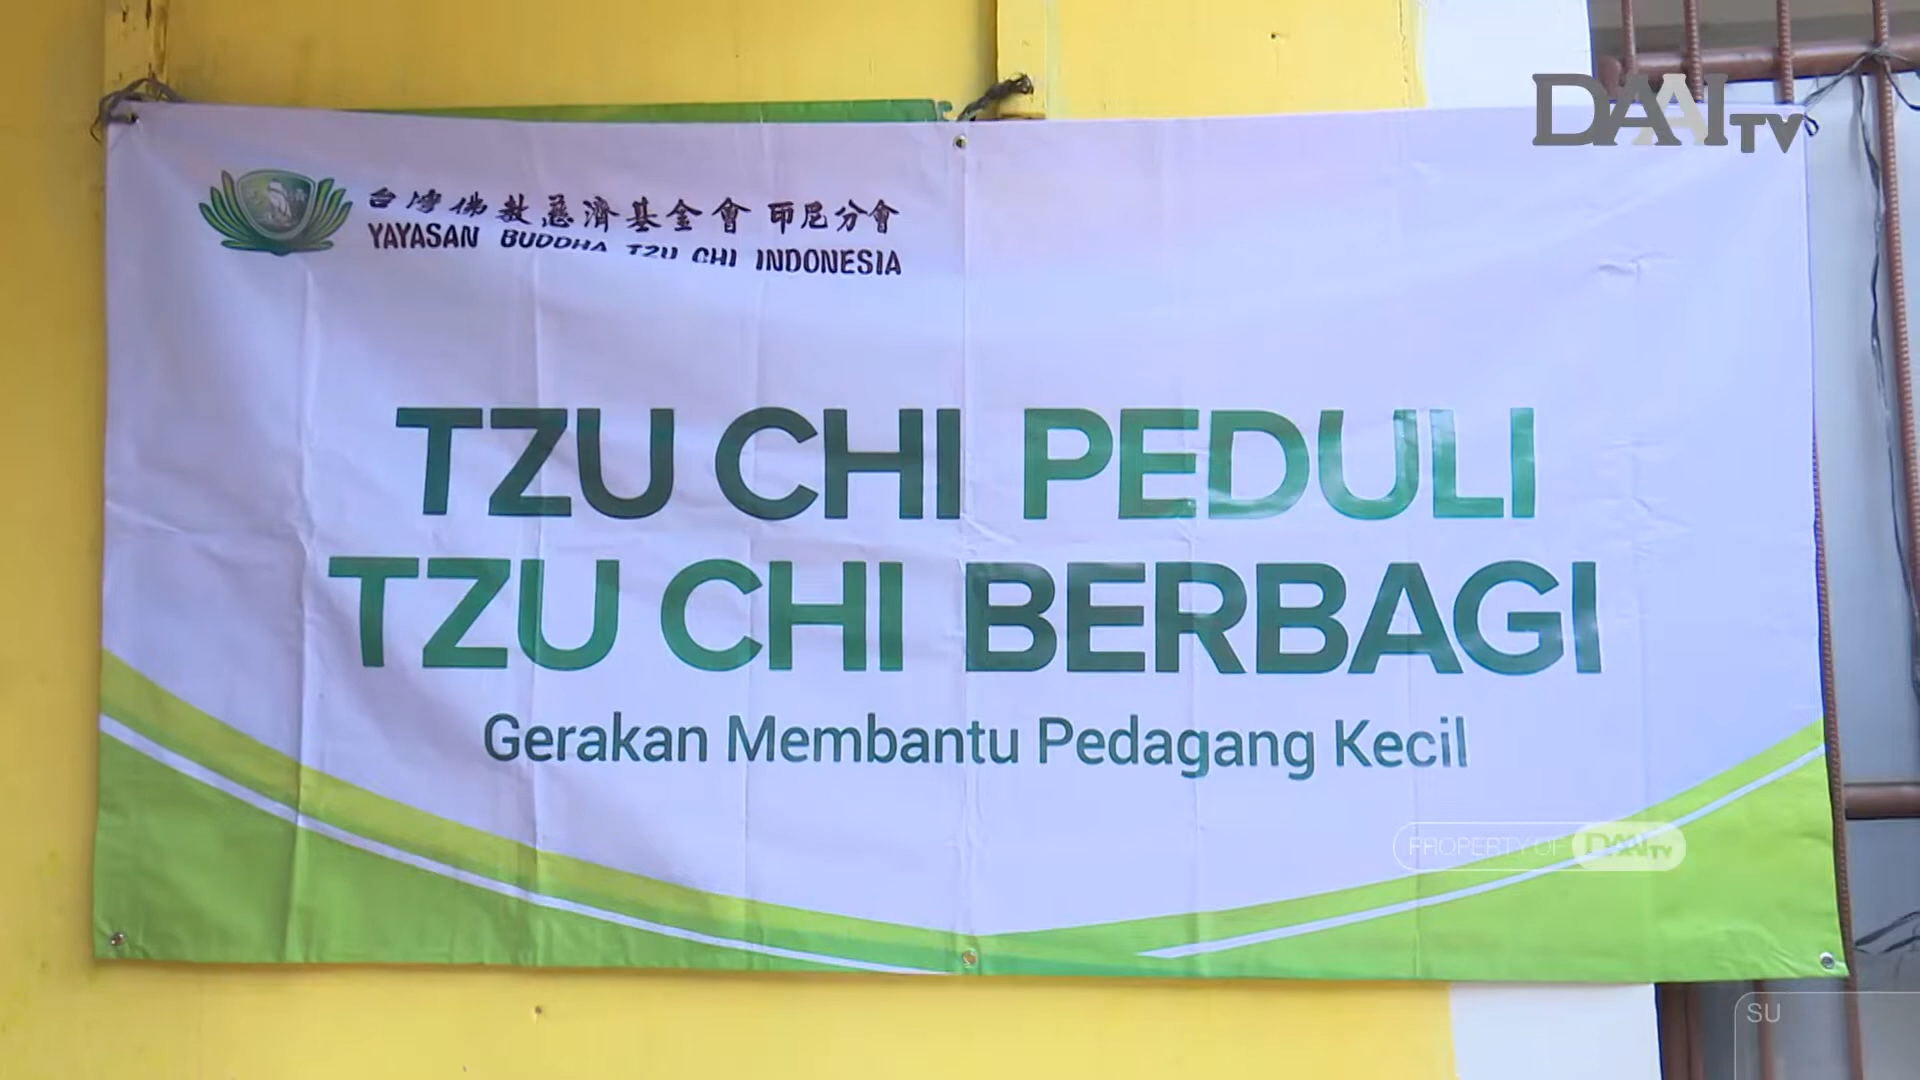 DAAI TV
台灣佛教慈濟基金會 印尼分會
YAYASAN BUDDHA TZU CHI INDONESIA
TZU CHI PEDULI
TZU CHI BERBAGI
Gerakan Membantu Pedagang Kecil
PROPERTY OF DAAI TV
SU